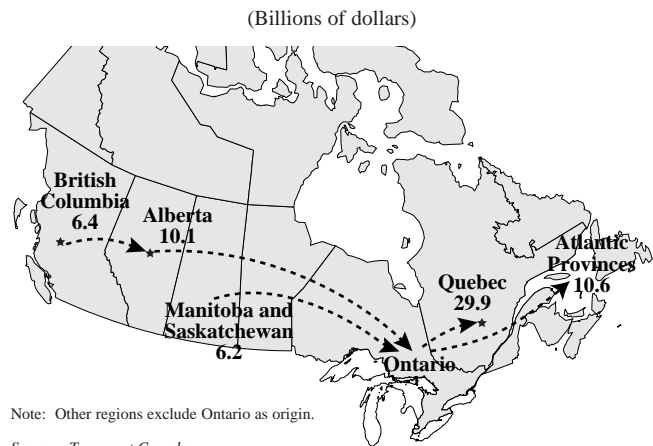 (Billions of dollars)
British
Columbia
6.4
Alberta
10.1
Atlantic
Provinces
10.6
Quebec
29.9
Manitoba and
Saskatchewan
6.2
Ontario
Note: Other regions exclude Ontario as origin.